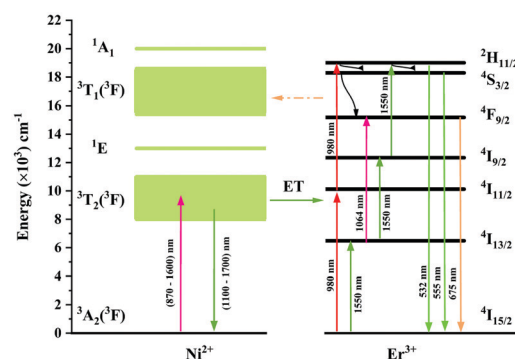 Energy (×10³) cm⁻¹
22
20
18
16
14
12
10
8
6
4
2
0
¹A₁
³T₁(³F)
¹E
³T₂(³F)
³A₂(³F)
(870 - 1600) nm
(1100 - 1700) nm
ET
980 nm
980 nm
1550 nm
1064 nm
1550 nm
1550 nm
532 nm
555 nm
675 nm
²H₁₁/₂
⁴S₃/₂
⁴F₉/₂
⁴I₉/₂
⁴I₁₁/₂
⁴I₁₃/₂
⁴I₁₅/₂
Ni²⁺
Er³⁺